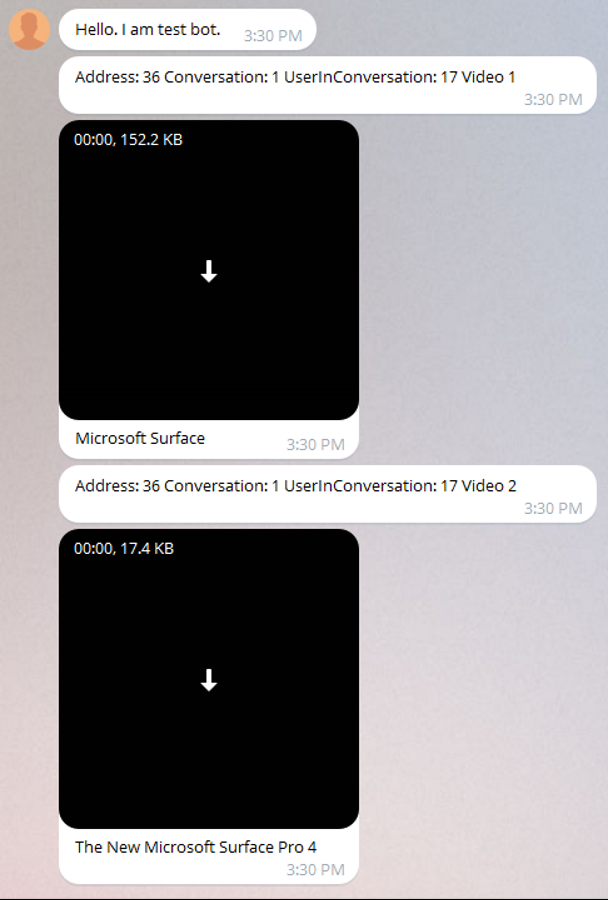 Hello. I am test bot.
3:30 PM
Address: 36 Conversation: 1 UserInConversation: 17 Video 1
3:30 PM
00:00, 152.2 KB
Microsoft Surface
3:30 PM
Address: 36 Conversation: 1 UserInConversation: 17 Video 2
3:30 PM
00:00, 17.4 KB
The New Microsoft Surface Pro 4
3:30 PM